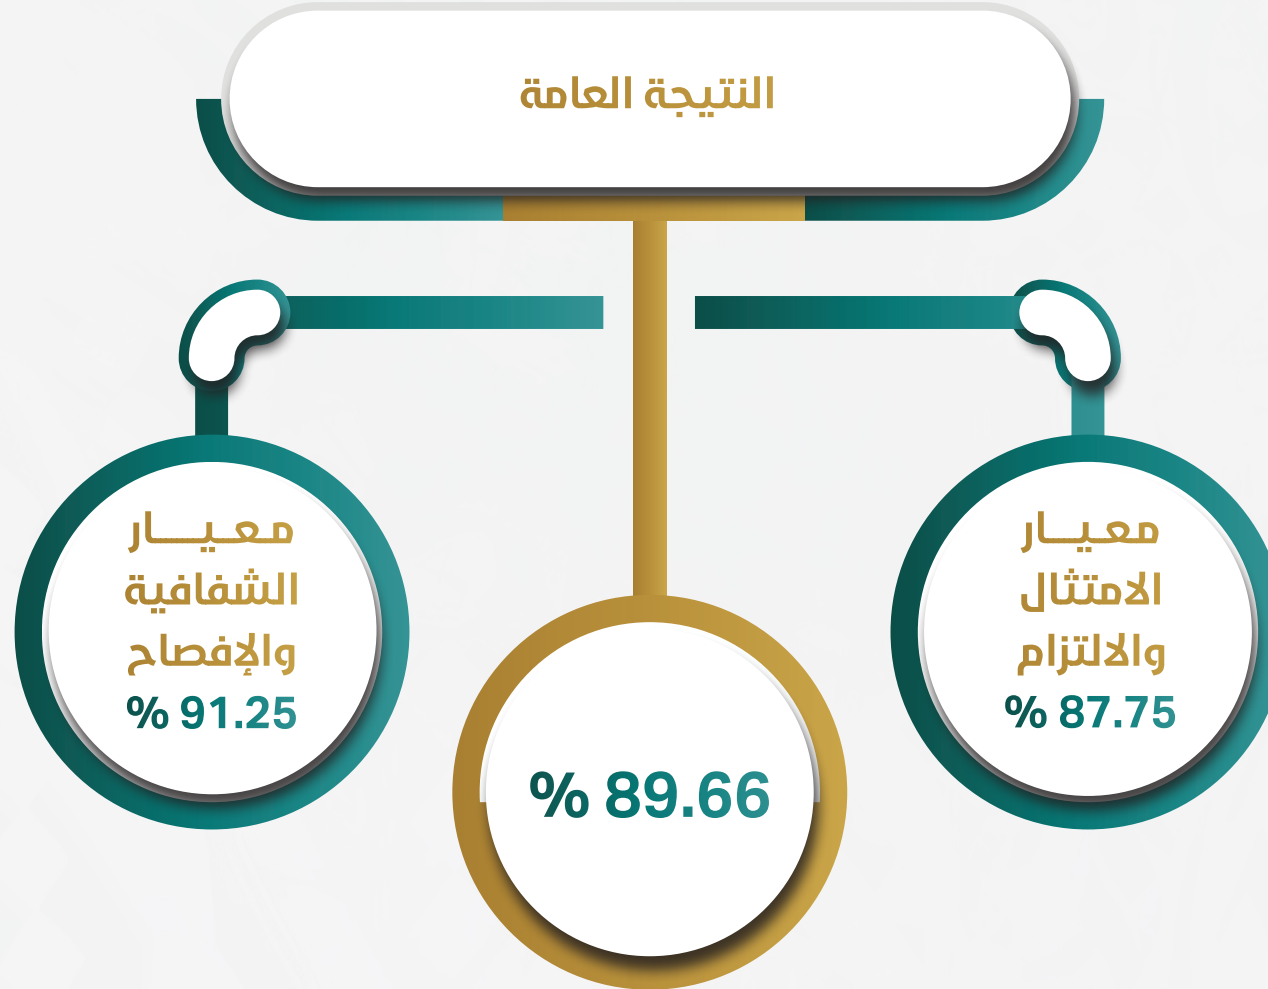 النتيجة العامة
معيار
الامتثال
والالتزام
% 87.75
معيار
الشفافية
والإفصاح
% 91.25
% 89.66